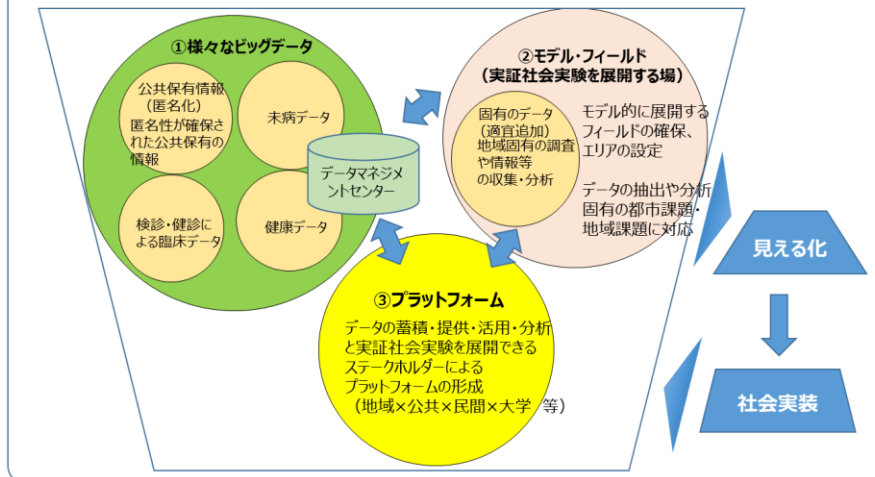 ①様々なビッグデータ
公共保有情報
（匿名化）
匿名性が確保さ
れた公共保有の
情報
未病データ
検診・健診に
よる臨床データ
健康データ
データマネジメ
ントセンター
②モデル・フィールド
（実証社会実験を展開する場）
固有のデータ
（適宜追加）
地域固有の調査
や情報等
の収集・分析
モデル的に展開する
フィールドの確保、
エリアの設定
データの抽出や分析
固有の都市課題・
地域課題に対応
③プラットフォーム
データの蓄積・提供・活用・分析
と実証社会実験を展開できる
ステークホルダーによる
プラットフォームの形成
（地域×公共×民間×大学　等）
見える化
社会実装